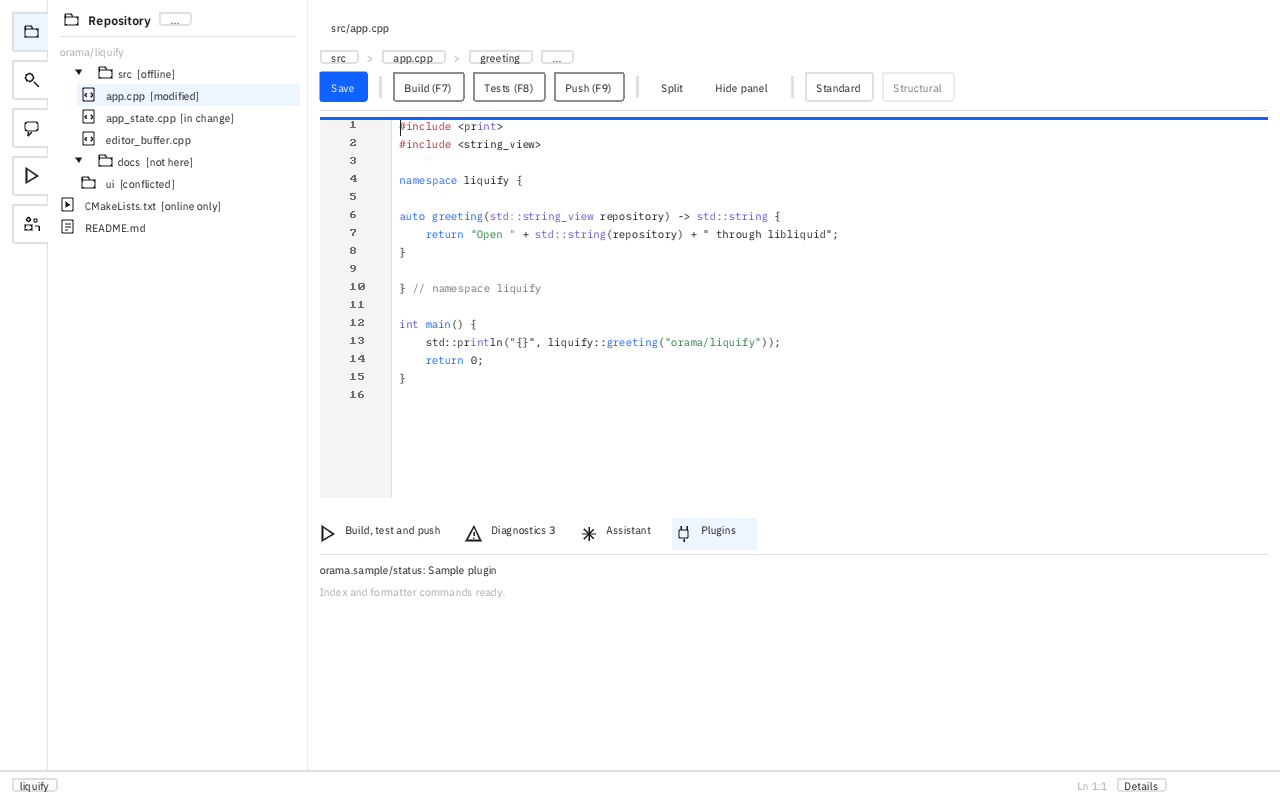 Repository ...
orama/liquify
src [offline]
app.cpp [modified]
app_state.cpp [in change]
editor_buffer.cpp
docs [not here]
ui [conflicted]
CMakeLists.txt [online only]
README.md
src/app.cpp
src > app.cpp > greeting ...
Save Build (F7) Tests (F8) Push (F9) Split Hide panel Standard Structural
1 #include <print>
2 #include <string_view>
3
4 namespace liquify {
5
6 auto greeting(std::string_view repository) -> std::string {
7     return "Open " + std::string(repository) + " through libliquid";
8 }
9
10 } // namespace liquify
11
12 int main() {
13     std::println("{}", liquify::greeting("orama/liquify"));
14     return 0;
15 }
16
Build, test and push Diagnostics 3 Assistant Plugins
orama.sample/status: Sample plugin
Index and formatter commands ready.
liquify Ln 1:1 Details